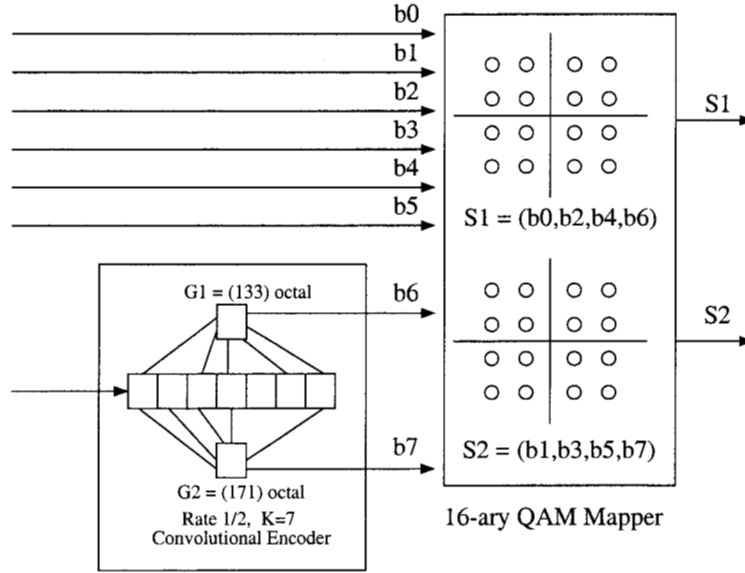 b0
b1
b2
b3
b4
b5
S1
S1 = (b0,b2,b4,b6)
G1 = (133) octal
b6
S2
b7
S2 = (b1,b3,b5,b7)
G2 = (171) octal
Rate 1/2, K=7
Convolutional Encoder
16-ary QAM Mapper